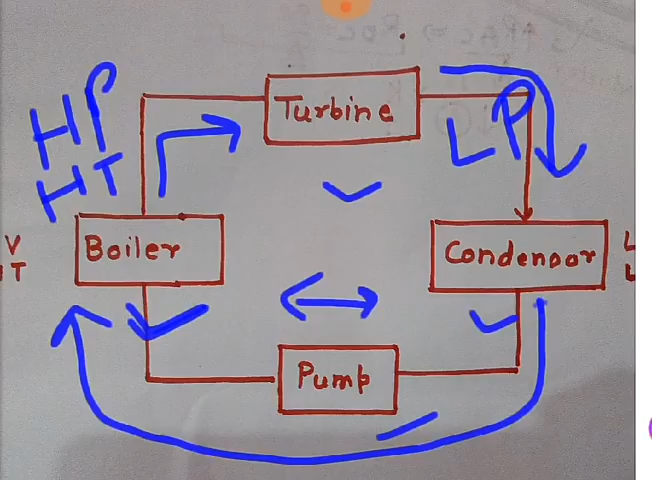 Turbine
HP
HT
LP
Boiler
Condensor
V
T
L
L
Pump